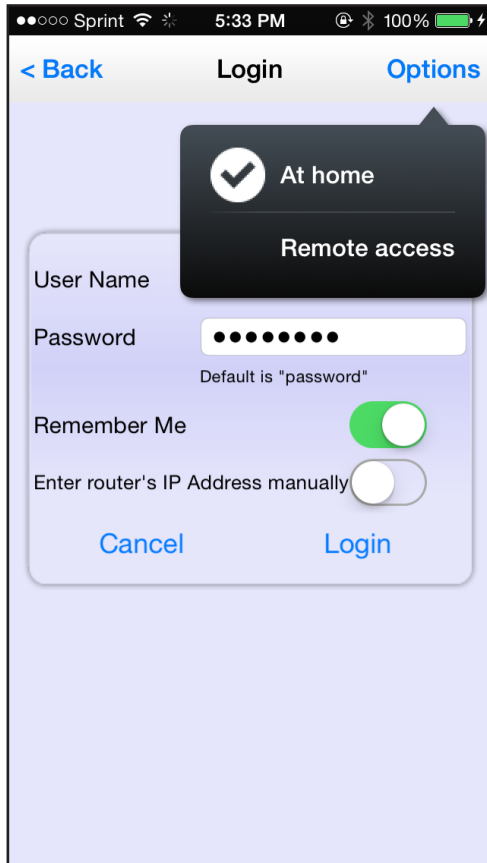 Sprint 5:33 PM 100%
< Back Login Options
At home
Remote access
User Name
Password ●●●●●●●●
Default is "password"
Remember Me
Enter router's IP Address manually
Cancel Login